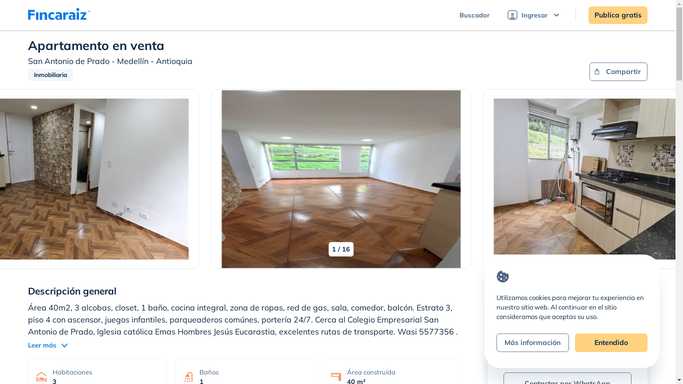 Fincaraiz
Buscador
Ingresar
Publica gratis
Apartamento en venta
San Antonio de Prado - Medellín - Antioquia
Inmobiliaria
Compartir
1 / 16
Descripción general
Área 40m2, 3 alcobas, closet, 1 baño, cocina integral, zona de ropas, red de gas, sala, comedor, balcón. Estrato 3,
piso 4 con ascensor, juegos infantiles, parqueaderos comúnes, portería 24/7. Cerca al Colegio Empresarial San
Antonio de Prado, Iglesia católica Emas Hombres Jesús Eucarastia, excelentes rutas de transporte. Wasi 5577356 .
Leer más
Habitaciones
3
Baños
1
Área construida
40 m²
Utilizamos cookies para mejorar tu experiencia en
nuestro sitio web. Al continuar en el sitio
consideramos que aceptas su uso.
Más información
Entendido
Contactar por WhatsApp